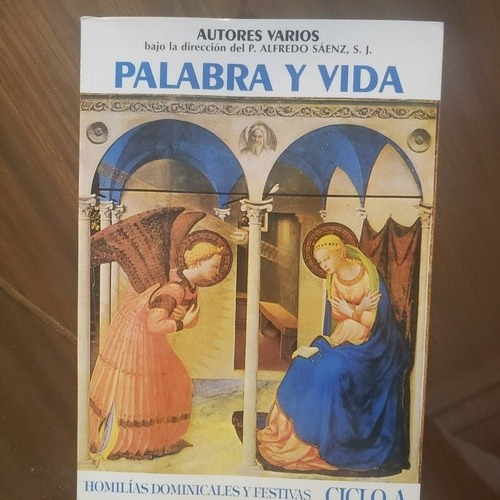 AUTORES VARIOS
bajo la dirección del P. ALFREDO SÁENZ, S. J.
PALABRA Y VIDA
HOMILÍAS DOMINICALES Y FESTIVAS CICLO A